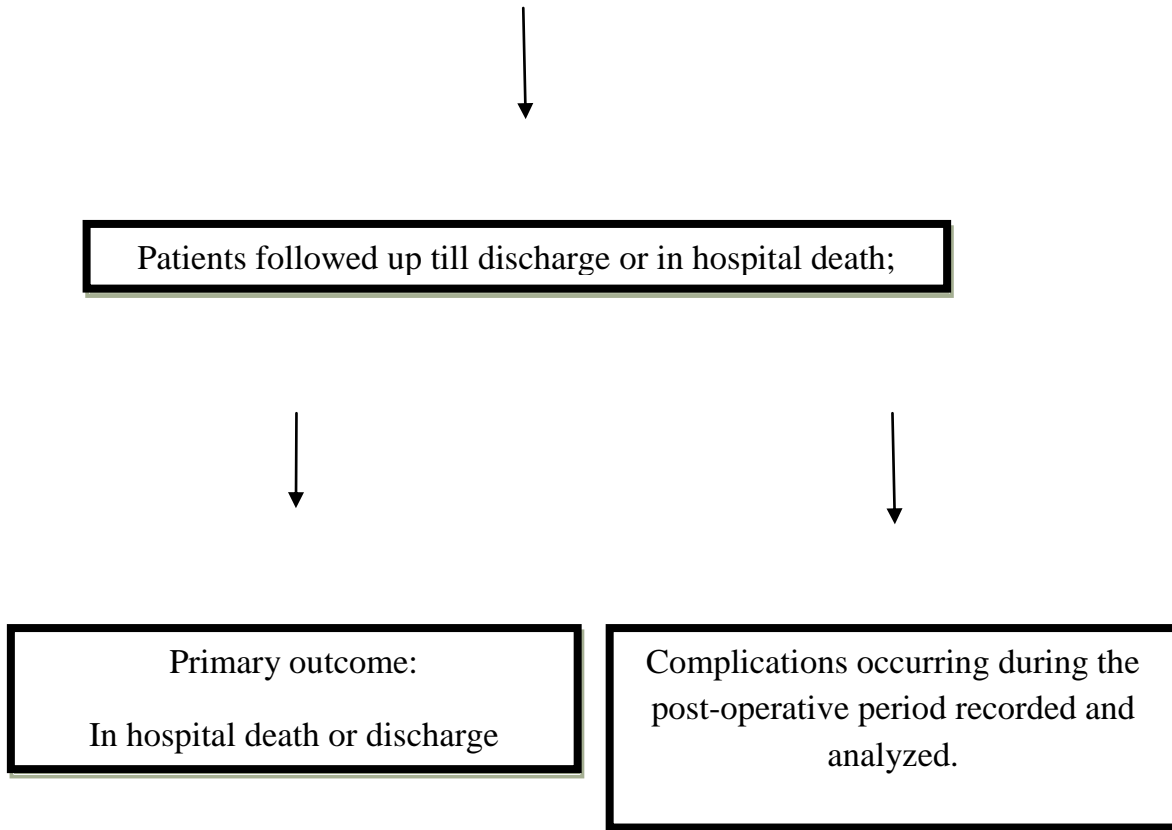 Patients followed up till discharge or in hospital death;
Primary outcome:
In hospital death or discharge
Complications occurring during the
post-operative period recorded and
analyzed.